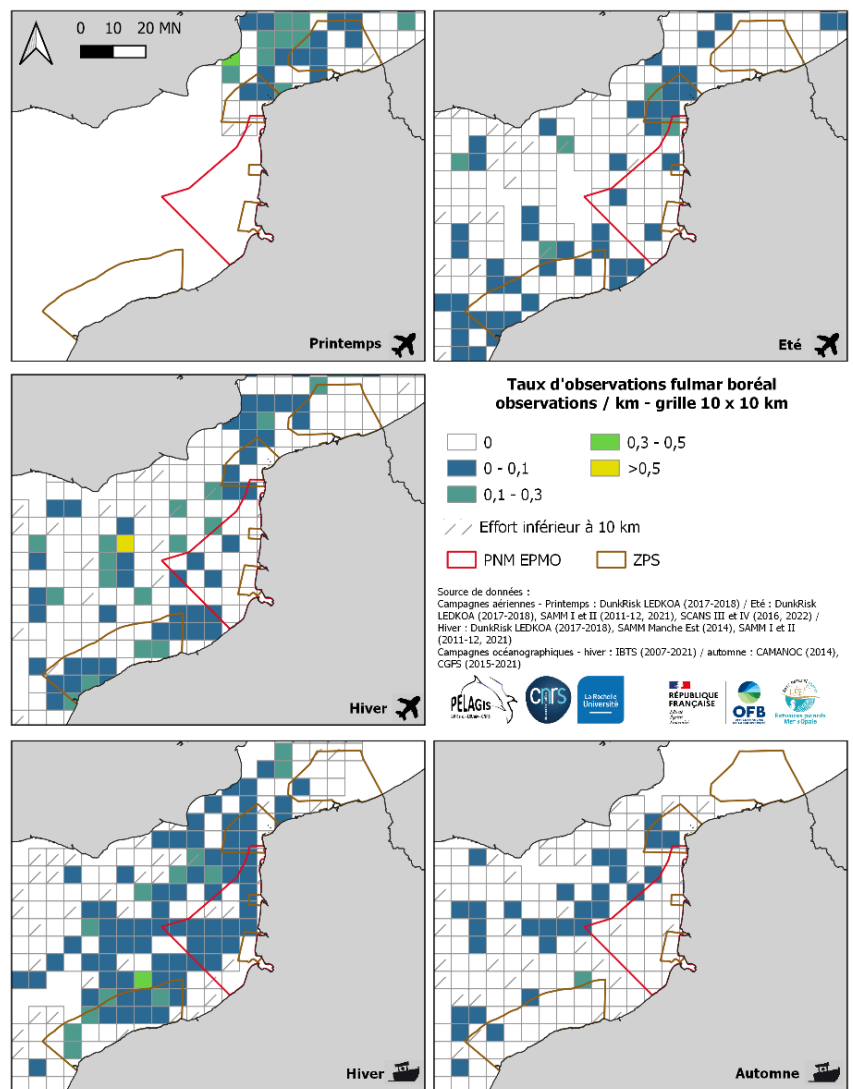 0 10 20 MN
Printemps
Eté
Hiver
Taux d'observations fulmar boréal
observations / km - grille 10 x 10 km
0
0,3 - 0,5
0 - 0,1
>0,5
0,1 - 0,3
Effort inférieur à 10 km
PNM EPMO
ZPS
Source de données :
Campagnes aériennes - Printemps : DunkRisk LEDKOA (2017-2018) / Eté : DunkRisk
LEDKOA (2017-2018), SAMM I et II (2011-12, 2021), SCANS III et IV (2016, 2022) /
Hiver : DunkRisk LEDKOA (2017-2018), SAMM Manche Est (2014), SAMM I et II
(2011-12, 2021)
Campagnes océanographiques - hiver : IBTS (2007-2021) / automne : CAMANOC (2014),
CGFS (2015-2021)
PELAGIS
cnrs
La Rochelle
Université
RÉPUBLIQUE
FRANÇAISE
OFB
Hiver
Automne